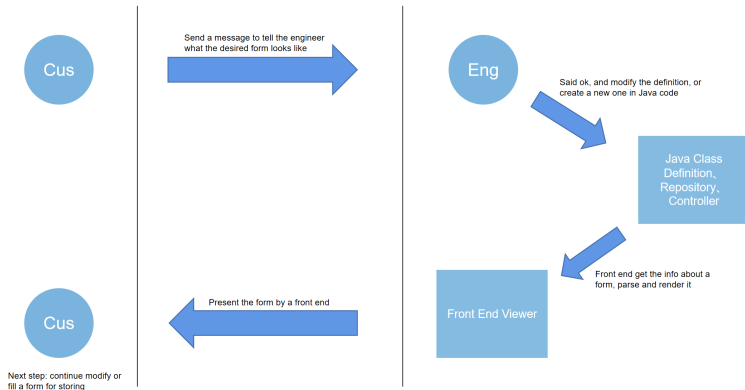 Cus
Send a message to tell the engineer
what the desired form looks like
Eng
Said ok, and modify the definition, or
create a new one in Java code
Java Class
Definition、
Repository、
Controller
Front end get the info about a
form, parse and render it
Front End Viewer
Present the form by a front end
Cus
Next step: continue modify or
fill a form for storing